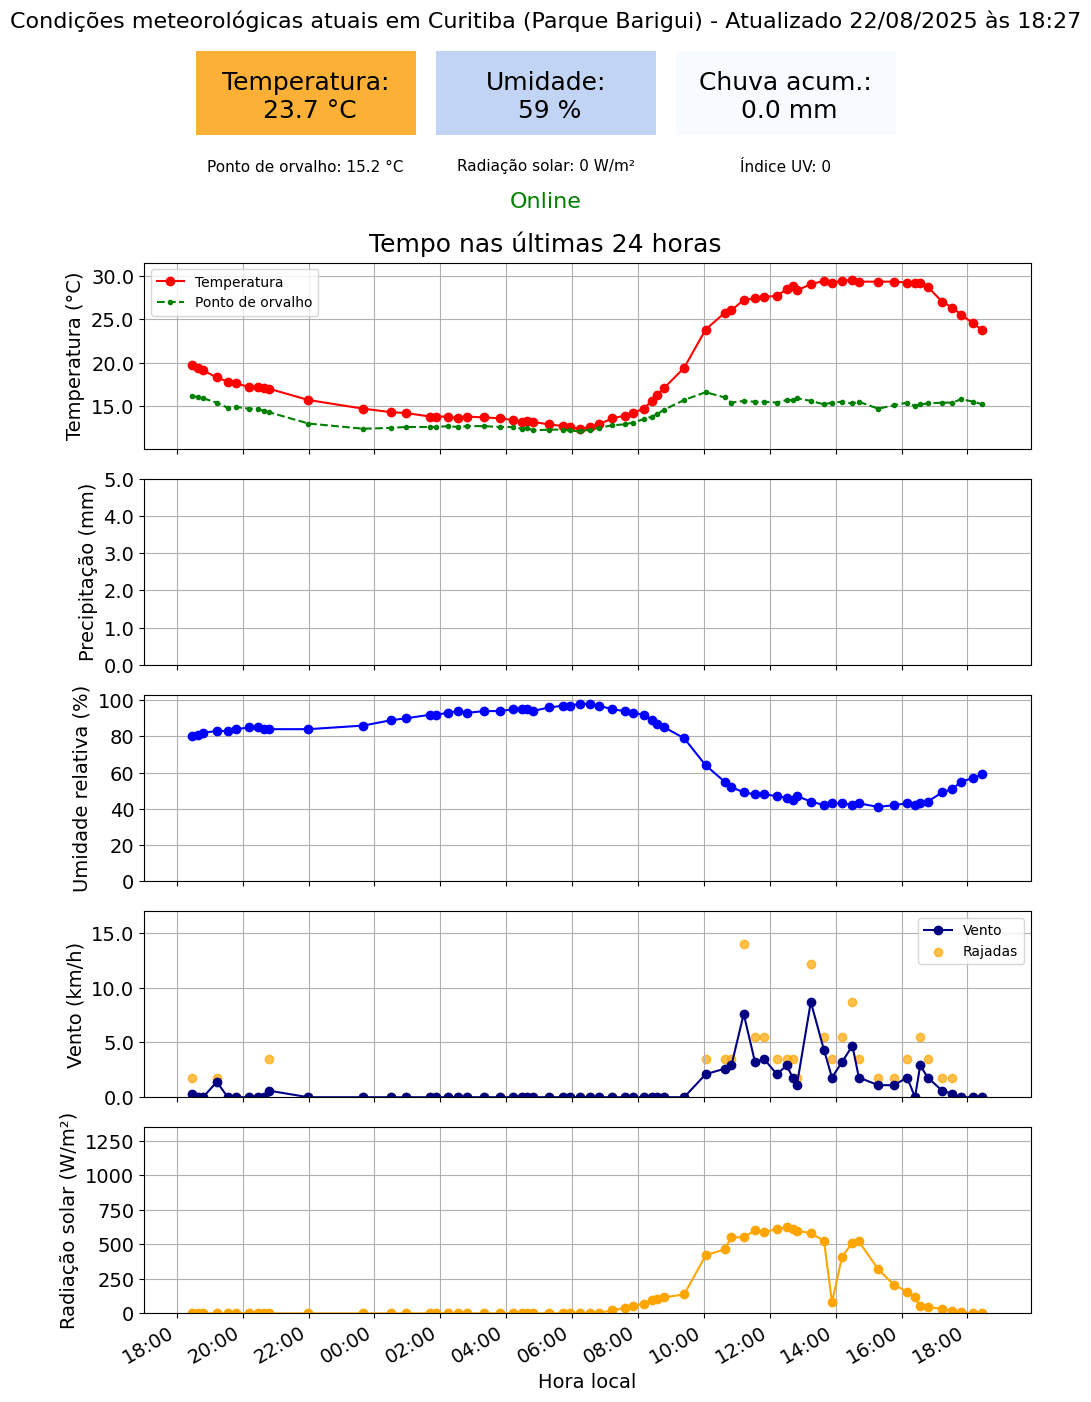 Condições meteorológicas atuais em Curitiba (Parque Barigui) - Atualizado 22/08/2025 às 18:27
Temperatura:
23.7 °C
Umidade:
59 %
Chuva acum.:
0.0 mm
Ponto de orvalho: 15.2 °C
Radiação solar: 0 W/m²
Índice UV: 0
Online
Tempo nas últimas 24 horas
Temperatura (°C)
30.0
25.0
20.0
15.0
Temperatura
Ponto de orvalho
Precipitação (mm)
5.0
4.0
3.0
2.0
1.0
0.0
Umidade relativa (%)
100
80
60
40
20
0
Vento (km/h)
15.0
10.0
5.0
0.0
Vento
Rajadas
Radiação solar (W/m²)
1250
1000
750
500
250
0
18:00
20:00
22:00
00:00
02:00
04:00
06:00
08:00
10:00
12:00
14:00
16:00
18:00
Hora local